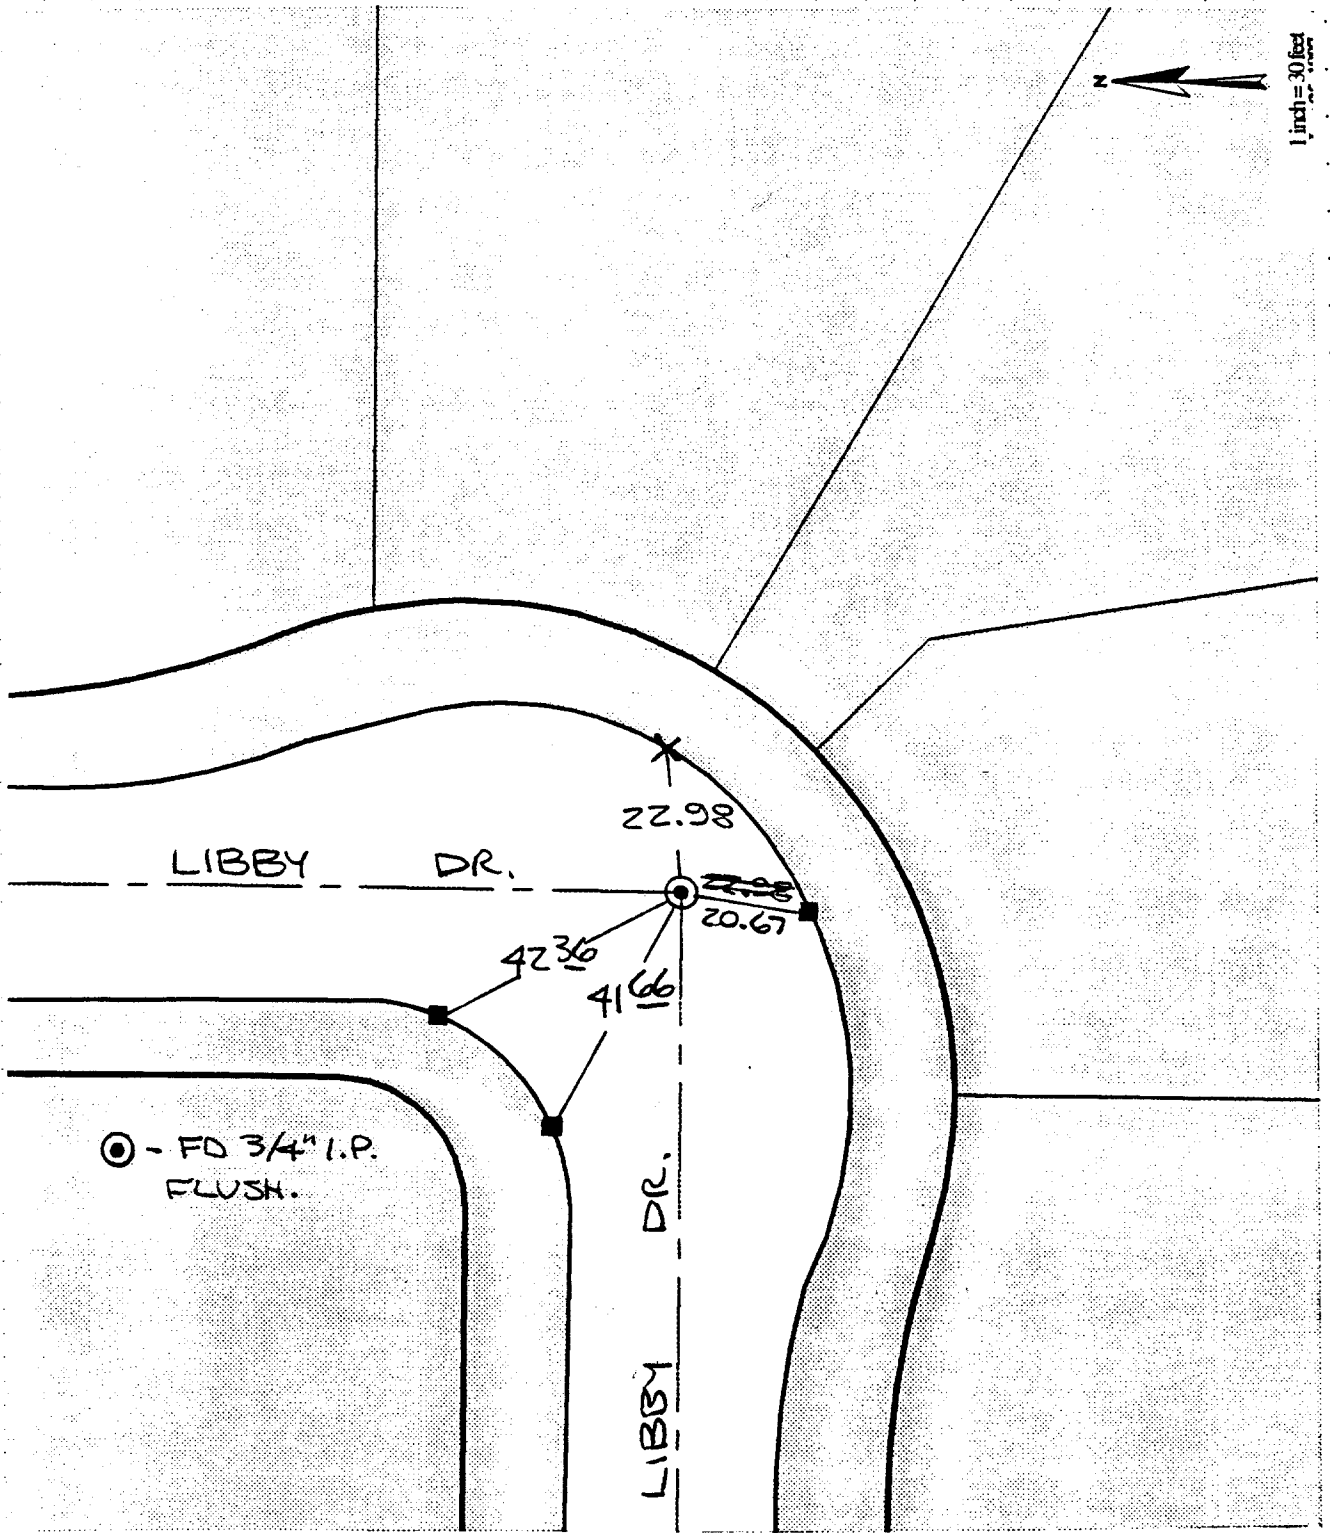 N
1 inch = 30 feet
22.98
LIBBY DR.
20.67
42 36
41 66
- FD 3/4" I.P.
FLUSH.
LIBBY DR.